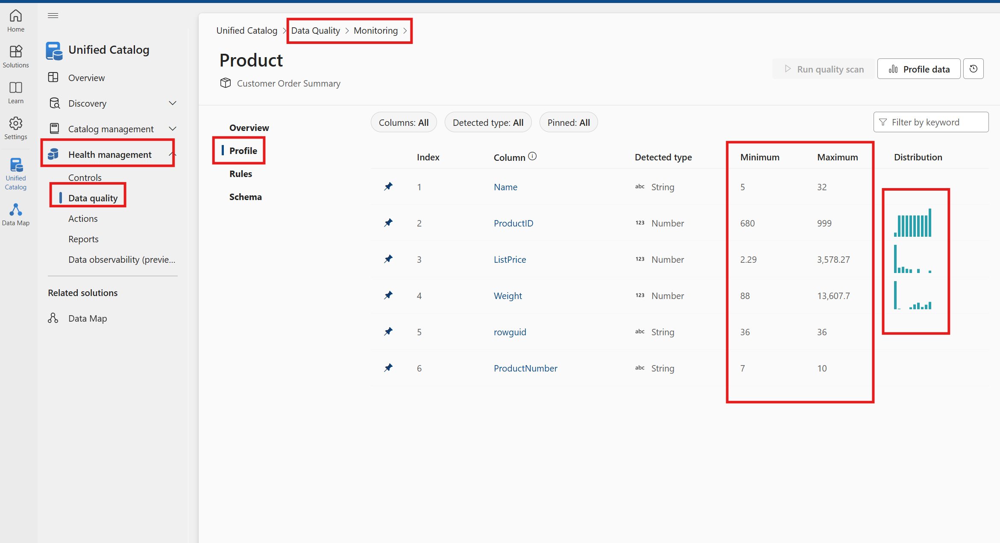 Home
Solutions
Learn
Settings
Unified
Catalog
Data Map
Unified Catalog
Overview
Discovery
Catalog management
Health management
Controls
Data quality
Actions
Reports
Data observability (previe...
Related solutions
Data Map
Unified Catalog > Data Quality > Monitoring >
Product
Customer Order Summary
Run quality scan
Profile data
Overview
Profile
Rules
Schema
Columns: All
Detected type: All
Pinned: All
Filter by keyword
Index Column Detected type Minimum Maximum Distribution
1 Name abc String 5 32
2 ProductID 123 Number 680 999
3 ListPrice 123 Number 2.29 3,578.27
4 Weight 123 Number 88 13,607.7
5 rowguid abc String 36 36
6 ProductNumber abc String 7 10